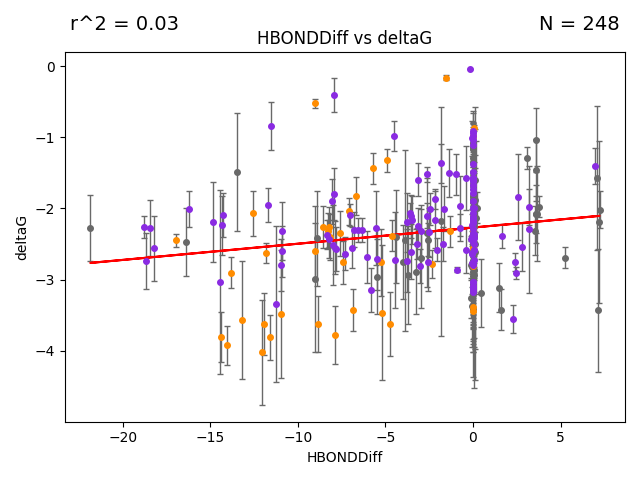 r^2 = 0.03
N = 248
HBONDDiff vs deltaG
deltaG
0
−1
−2
−3
−4
−20
−15
−10
−5
0
5
HBONDDiff